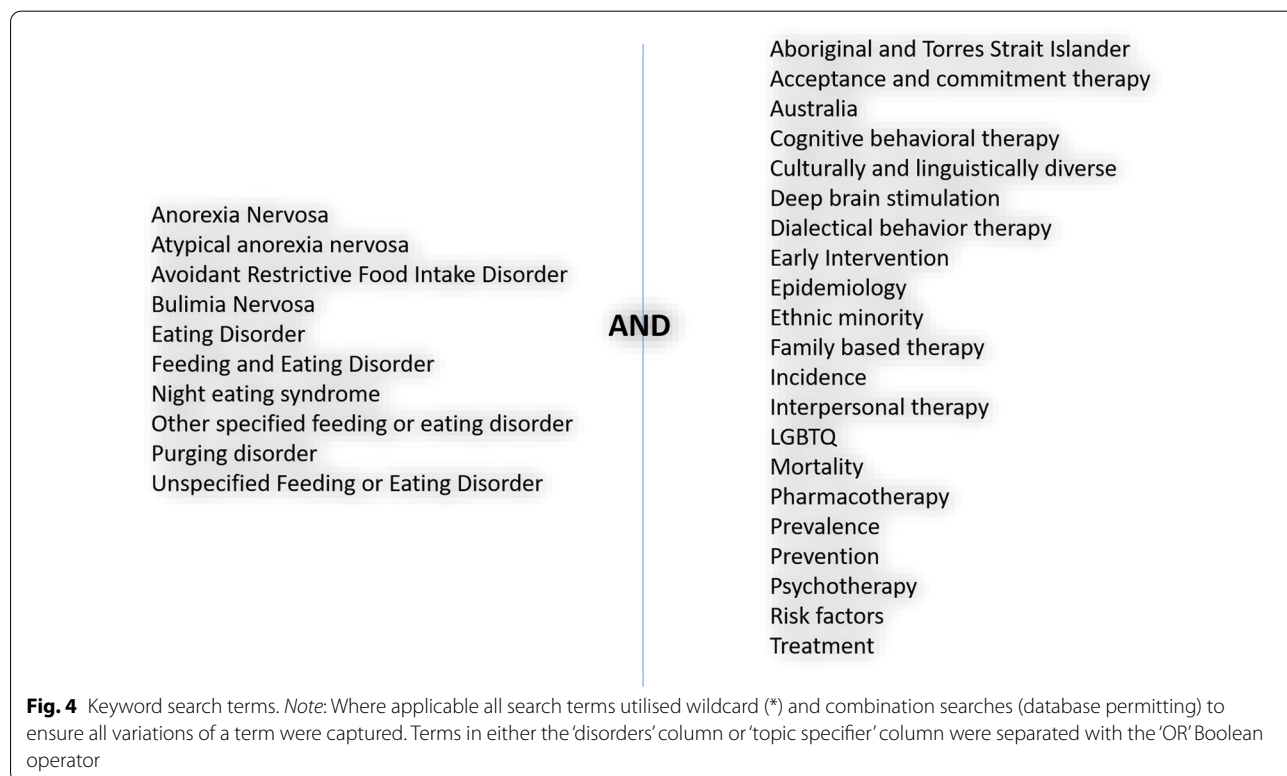 Anorexia Nervosa
Atypical anorexia nervosa
Avoidant Restrictive Food Intake Disorder
Bulimia Nervosa
Eating Disorder
Feeding and Eating Disorder
Night eating syndrome
Other specified feeding or eating disorder
Purging disorder
Unspecified Feeding or Eating Disorder
AND
Aboriginal and Torres Strait Islander
Acceptance and commitment therapy
Australia
Cognitive behavioral therapy
Culturally and linguistically diverse
Deep brain stimulation
Dialectical behavior therapy
Early Intervention
Epidemiology
Ethnic minority
Family based therapy
Incidence
Interpersonal therapy
LGBTQ
Mortality
Pharmacotherapy
Prevalence
Prevention
Psychotherapy
Risk factors
Treatment
Fig. 4 Keyword search terms. Note: Where applicable all search terms utilised wildcard (*) and combination searches (database permitting) to
ensure all variations of a term were captured. Terms in either the ‘disorders’ column or ‘topic specifier’ column were separated with the ‘OR’ Boolean
operator